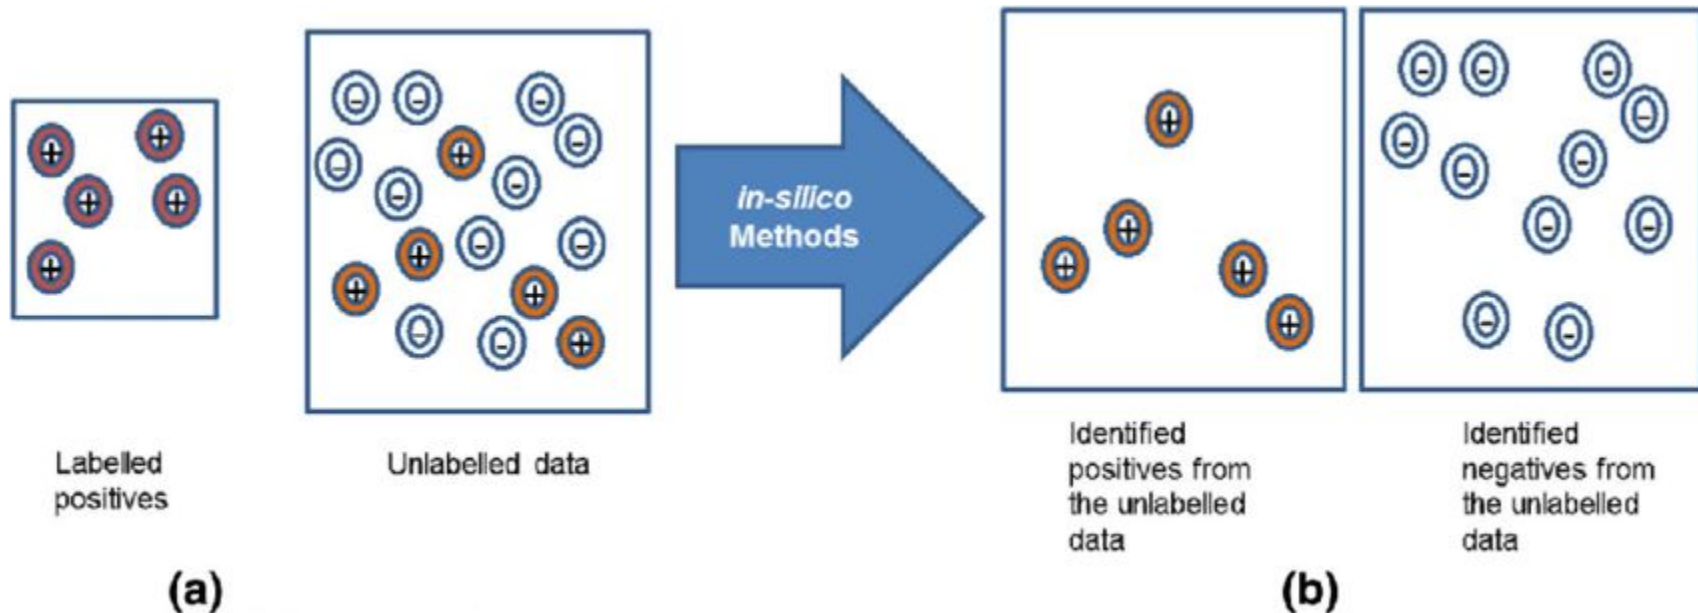 in-silico
Methods
Labelled
positives
Unlabelled data
Identified
positives from
the unlabelled
data
Identified
negatives from
the unlabelled
data
(a)
(b)